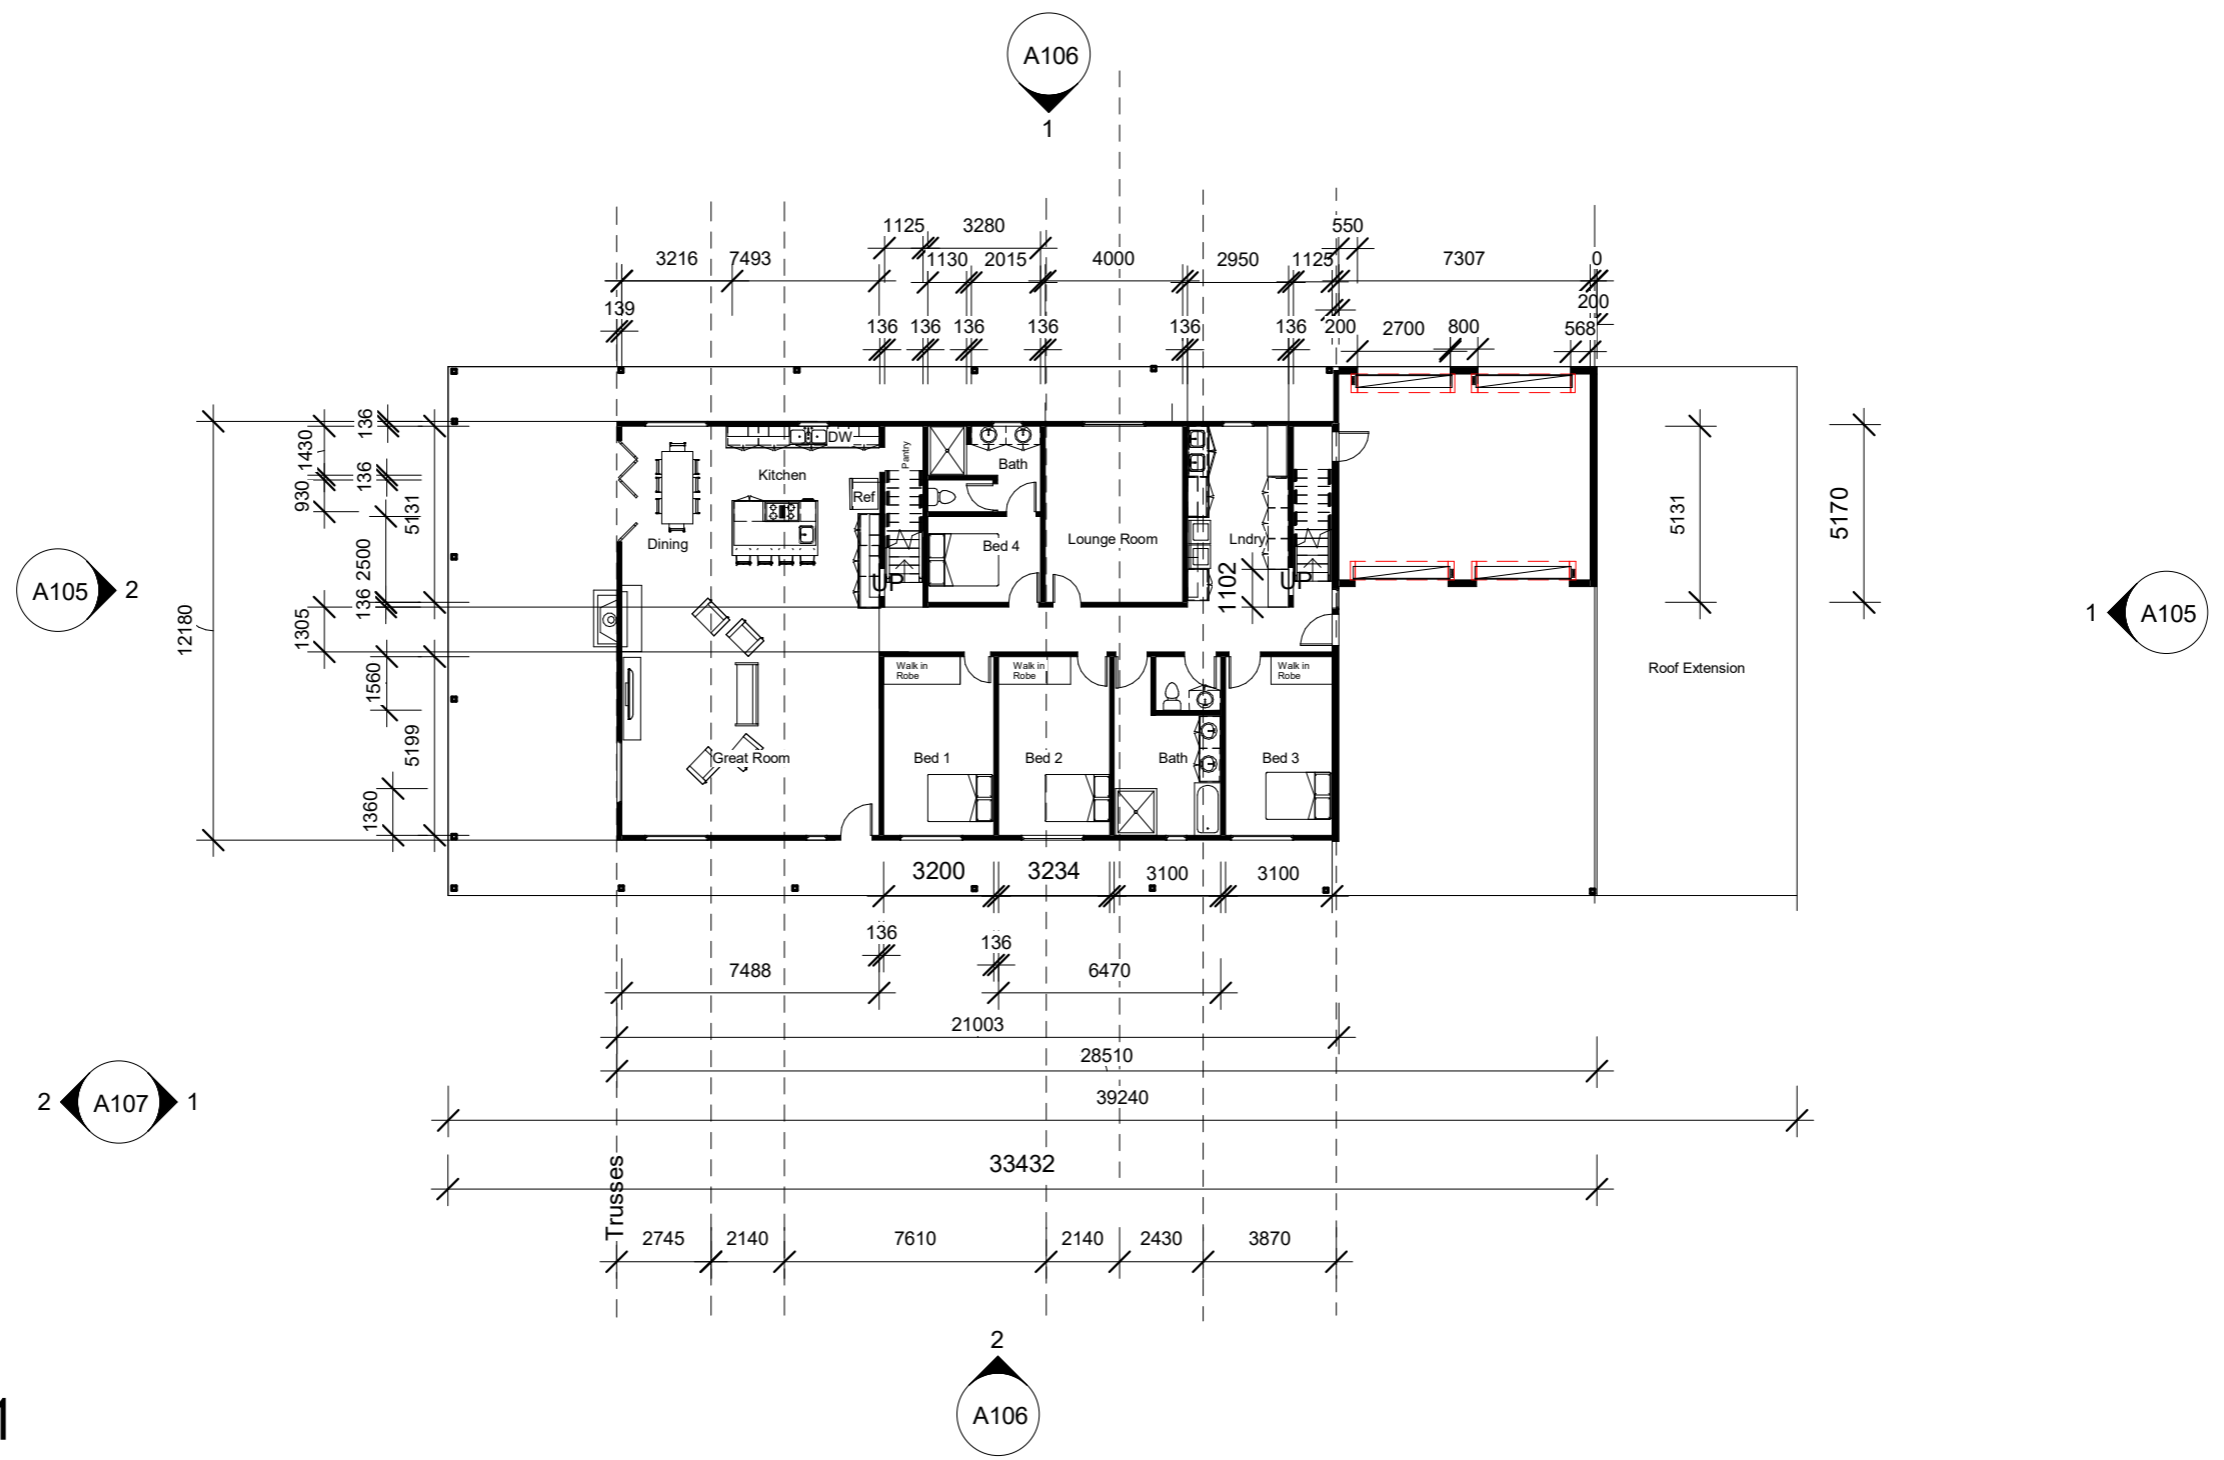 A106
1
550
1125
3280
3216
7493
1130
2015
4000
2950
1125
7307
0
139
200
136
136
136
136
136
136
200
2700
800
568
136
1430
136
930
5131
2500
136
1305
12180
1560
5199
1360
DW
Kitchen
Pantry
Bath
Ref
Dining
Bed 4
Lounge Room
Lndry
1102
5131
5170
A105
2
1
A105
Roof Extension
Walk in
Robe
Walk in
Robe
Walk in
Robe
Great Room
Bed 1
Bed 2
Bath
Bed 3
3200
3234
3100
3100
136
136
7488
6470
21003
28510
39240
2
A107
1
33432
Trusses
2745
2140
7610
2140
2430
3870
2
A106
1